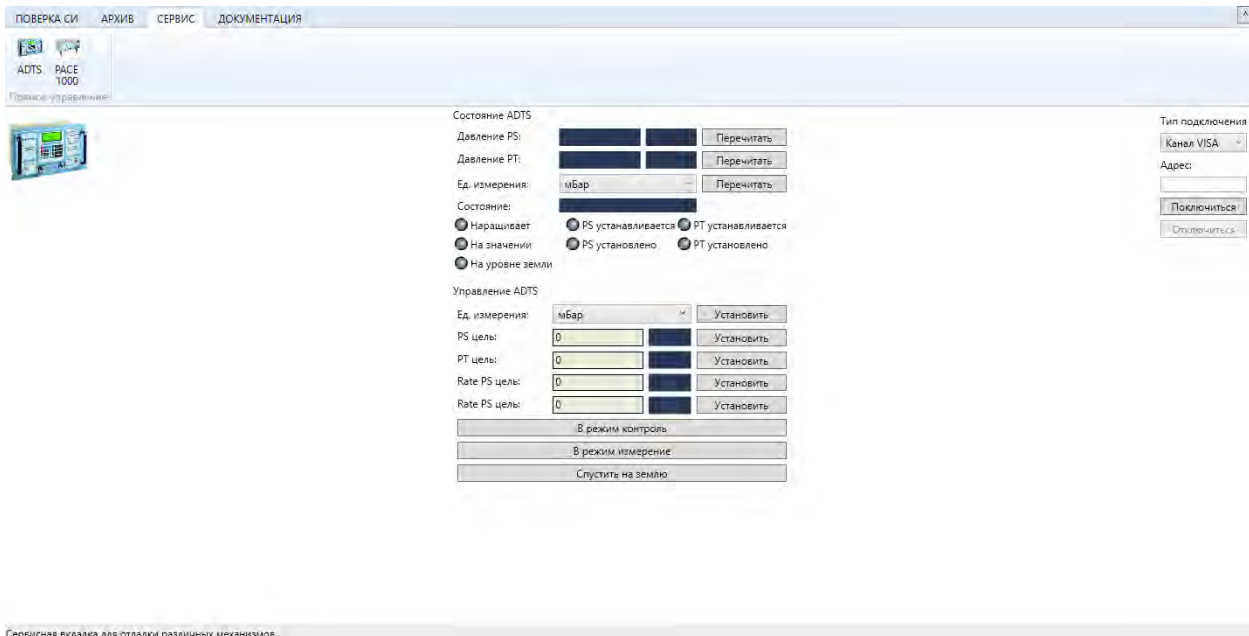 ПОВЕРКА СИ АРХИВ СЕРВИС ДОКУМЕНТАЦИЯ
ADTS PACE
1000
Прямое управление
Состояние ADTS
Давление PS: Перечитать
Давление PT: Перечитать
Ед. измерения: мБар Перечитать
Состояние:
Наращивает PS устанавливается PT устанавливается
На значении PS установлено PT установлено
На уровне земли
Управление ADTS
Ед. измерения: мБар Установить
PS цель: 0 Установить
PT цель: 0 Установить
Rate PS цель: 0 Установить
Rate PS цель: 0 Установить
В режим контроль
В режим измерение
Спустить на землю
Тип подключения
Канал VISA
Адрес:
Поключиться
Отключиться
Сервисная вкладка для отладки различных механизмов